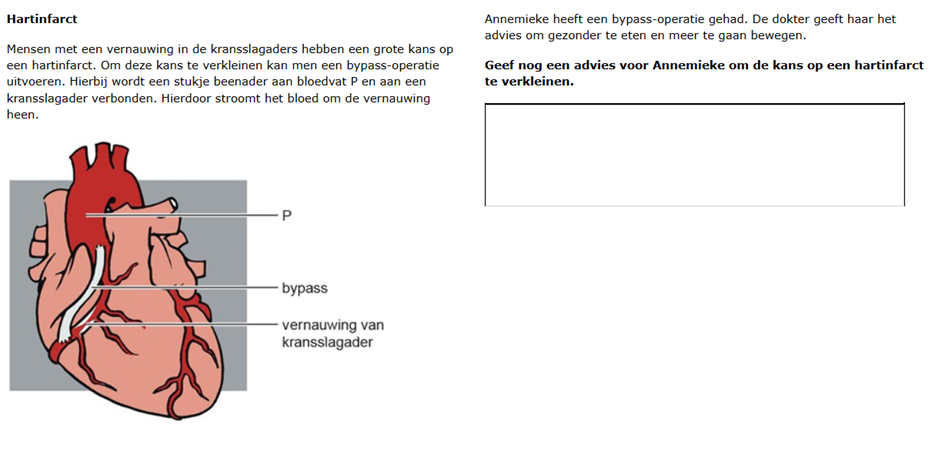 Hartinfarct
Mensen met een vernauwing in de kransslagaders hebben een grote kans op
een hartinfarct. Om deze kans te verkleinen kan men een bypass-operatie
uitvoeren. Hierbij wordt een stukje beenader aan bloedvat P en aan een
kransslagader verbonden. Hierdoor stroomt het bloed om de vernauwing
heen.
P
bypass
vernauwing van
kransslagader
Annemieke heeft een bypass-operatie gehad. De dokter geeft haar het
advies om gezonder te eten en meer te gaan bewegen.
Geef nog een advies voor Annemieke om de kans op een hartinfarct
te verkleinen.